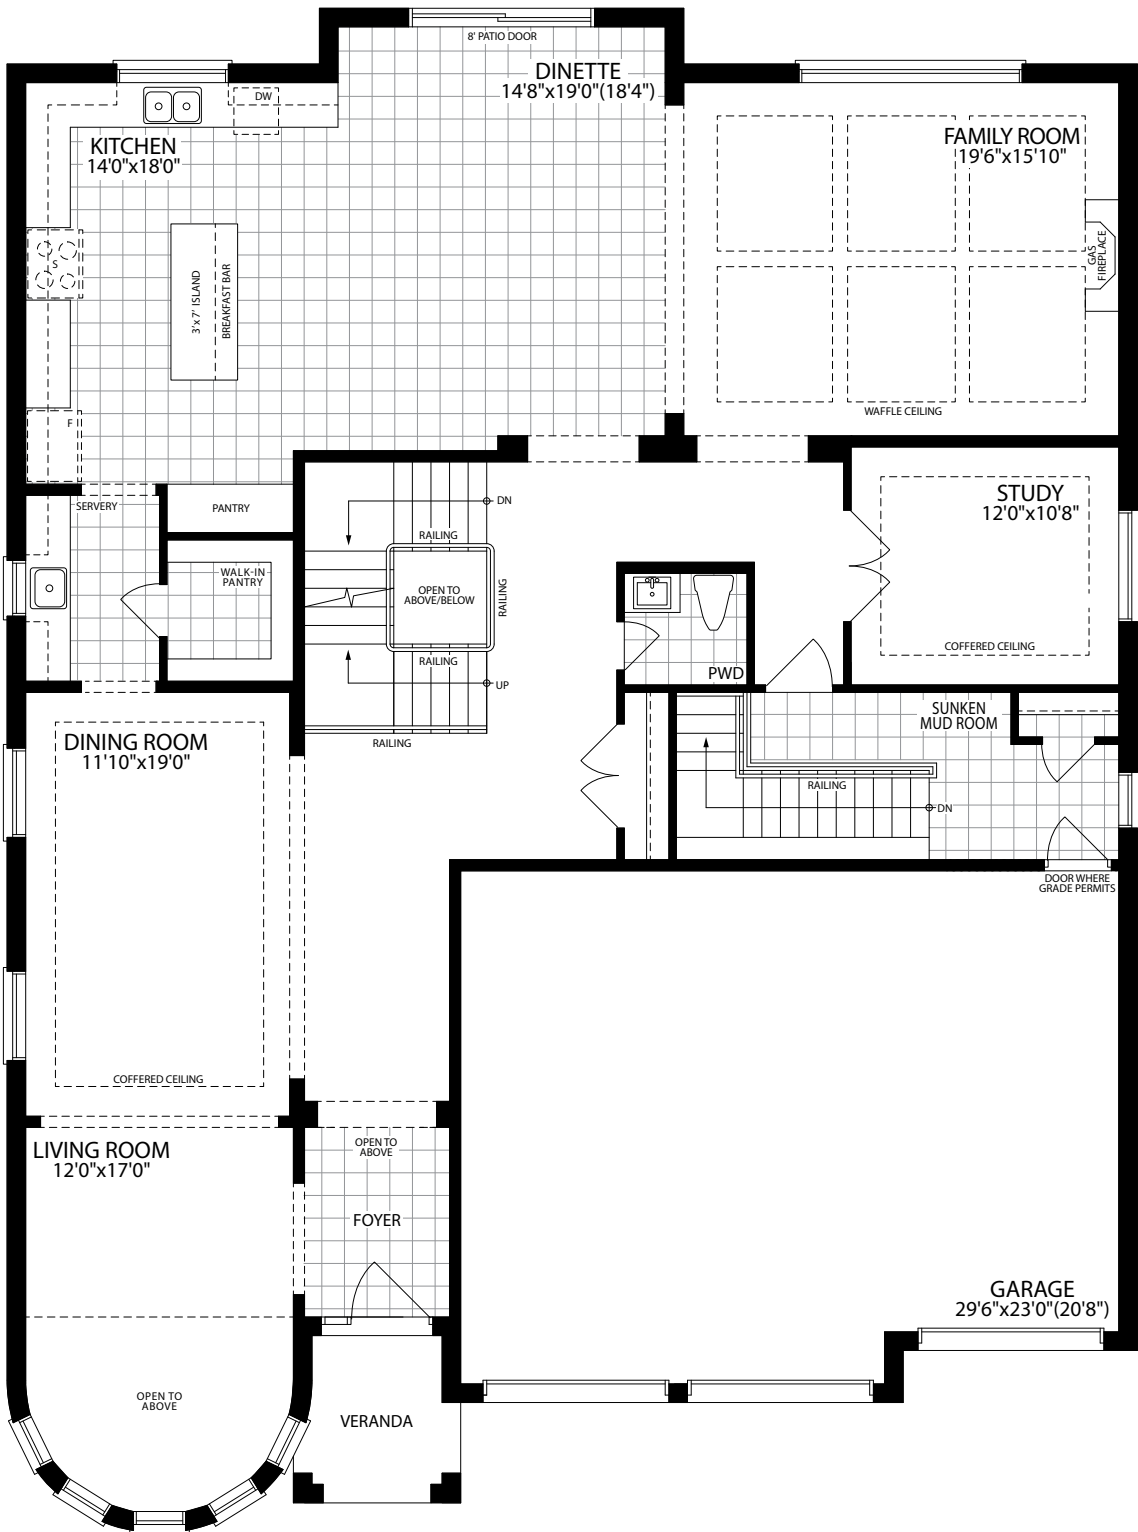 8' PATIO DOOR
DINETTE
14'8"x19'0"(18'4")
DW
KITCHEN
14'0"x18'0"
FAMILY ROOM
19'6"x15'10"
S
3'x 7' ISLAND
BREAKFAST BAR
GAS
FIREPLACE
WAFFLE CEILING
F
SERVERY
PANTRY
DN
STUDY
12'0"x10'8"
RAILING
WALK-IN
PANTRY
OPEN TO
ABOVE/BELOW
RAILING
COFFERED CEILING
RAILING
PWD
UP
SUNKEN
MUD ROOM
DINING ROOM
11'10"x19'0"
RAILING
RAILING
DN
DOOR WHERE
GRADE PERMITS
COFFERED CEILING
LIVING ROOM
12'0"x17'0"
OPEN TO
ABOVE
FOYER
GARAGE
29'6"x23'0"(20'8")
OPEN TO
ABOVE
VERANDA